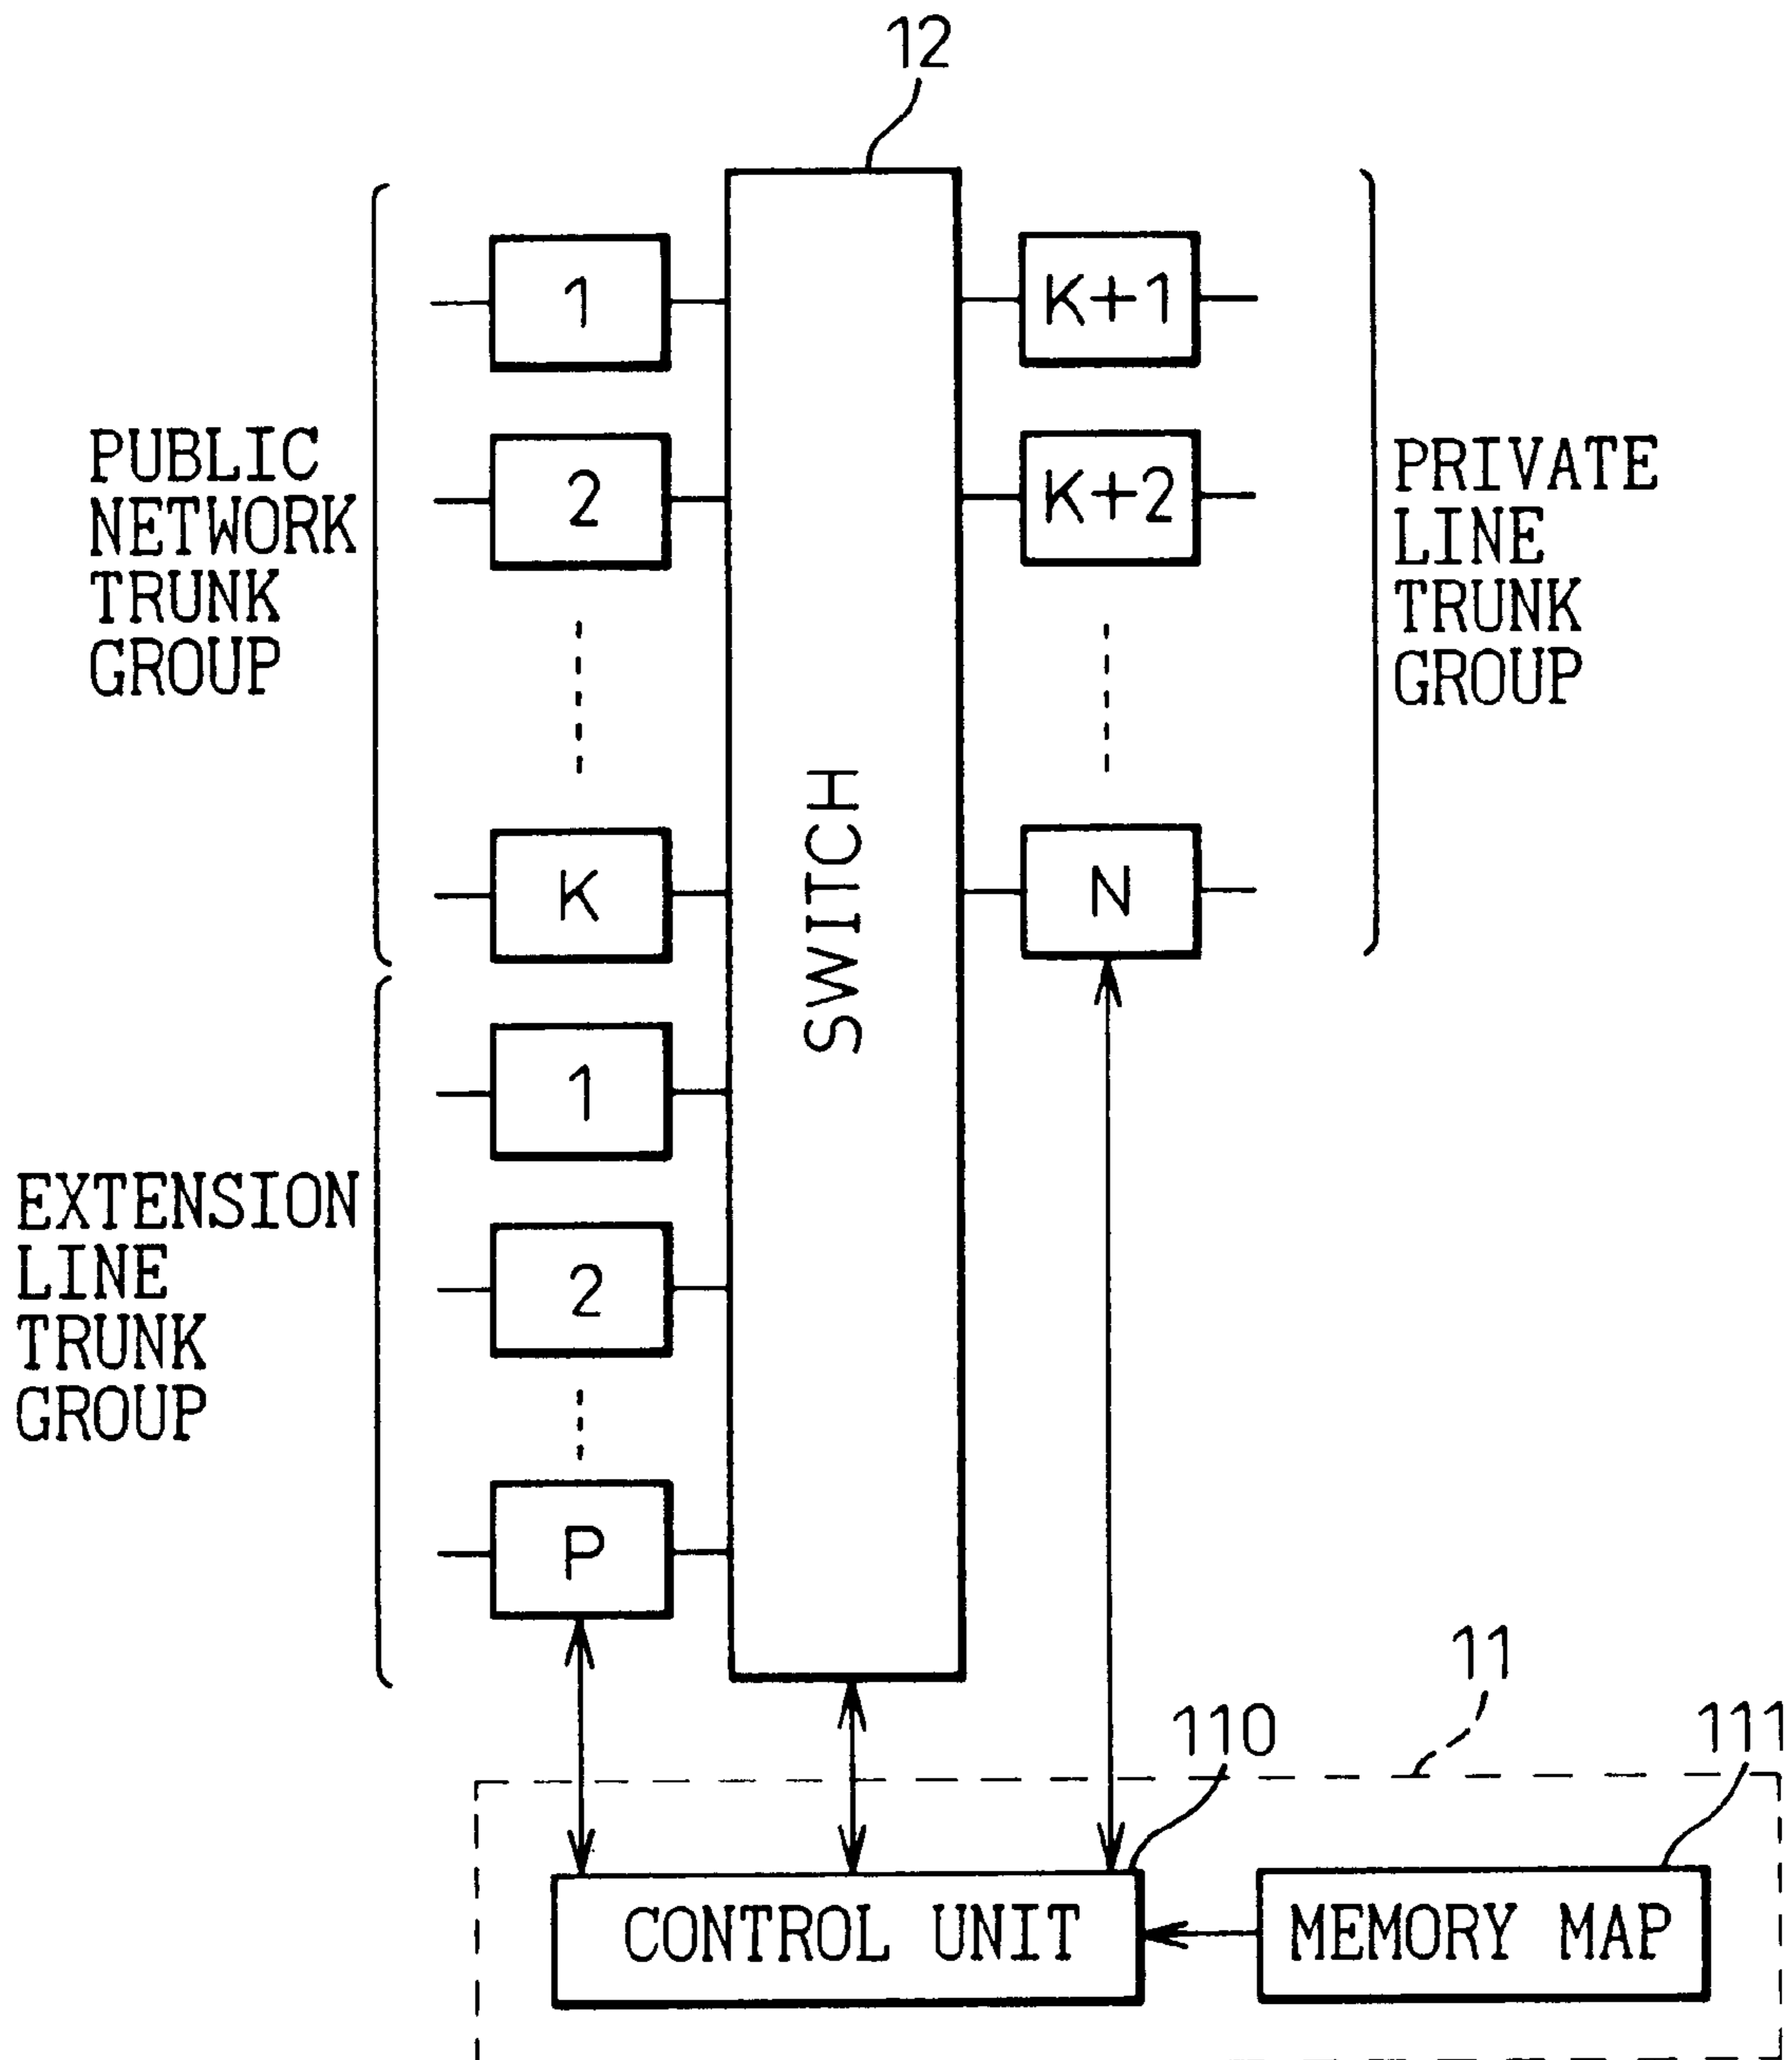 12
1
K+1
PUBLIC
NETWORK
TRUNK
GROUP
2
K+2
PRIVATE
LINE
TRUNK
GROUP
K
N
SWITCH
EXTENSION
LINE
TRUNK
GROUP
1
2
P
11
110
111
CONTROL UNIT
MEMORY MAP